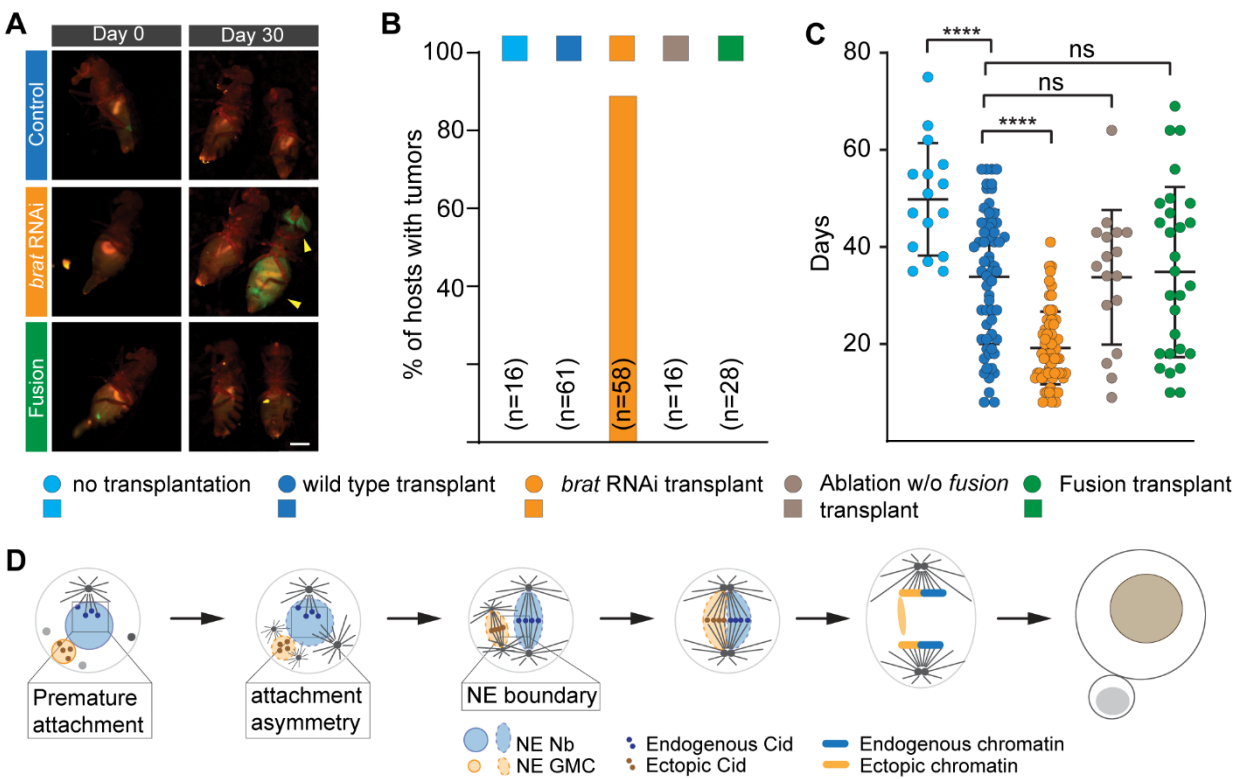 A
Day 0
Day 30
Control
brat RNAi
Fusion
B
% of hosts with tumors
100
80
60
40
20
(n=16)
(n=61)
(n=58)
(n=16)
(n=28)
C
Days
80
60
40
20
****
ns
ns
****
no transplantation
wild type transplant
brat RNAi transplant
Ablation w/o fusion
transplant
Fusion transplant
D
Premature
attachment
attachment
asymmetry
NE boundary
NE Nb
NE GMC
Endogenous Cid
Ectopic Cid
Endogenous chromatin
Ectopic chromatin